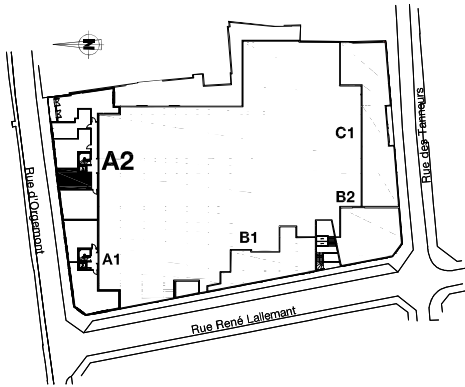 N
C1
A2
Rue des Tanneurs
Rue d'Orgemont
B2
B1
A1
Rue René Lallemant